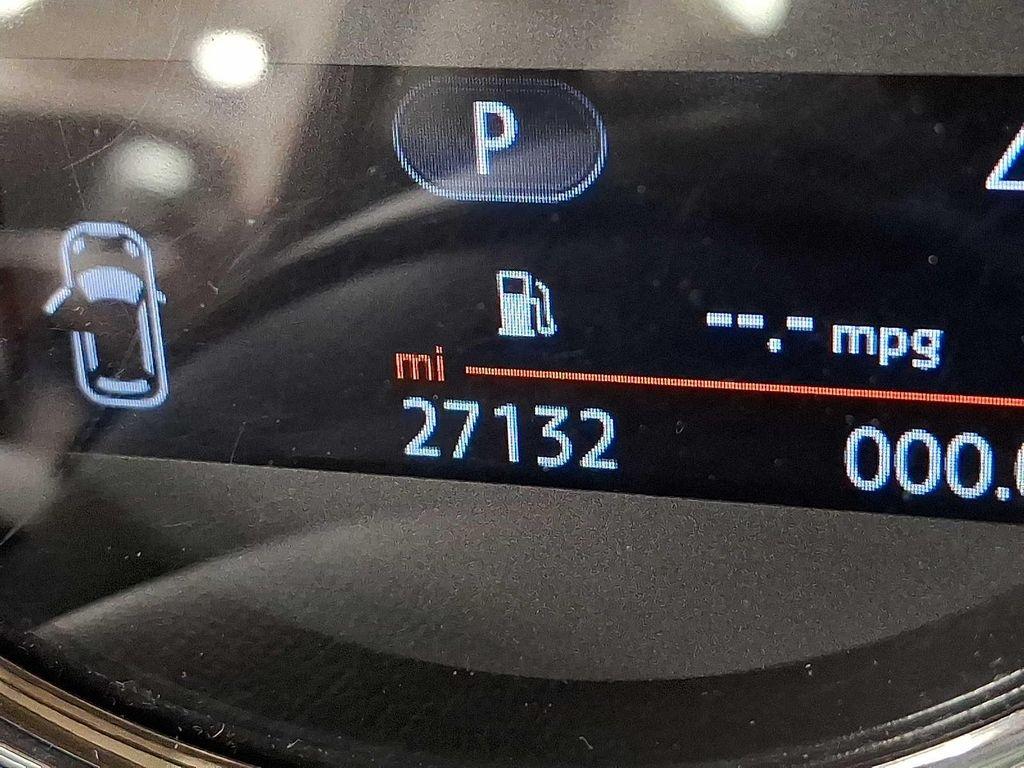 P
--.- mpg
mi
27132 000.